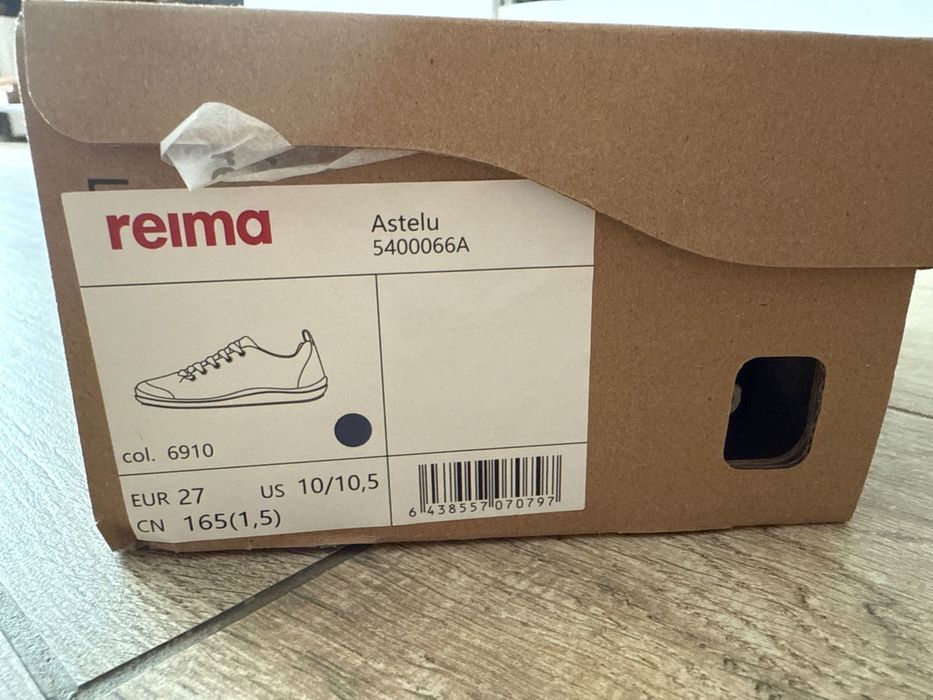 reima
Astelu
5400066A
col. 6910
EUR 27 US 10/10,5
CN 165(1,5)
6 438557 070797